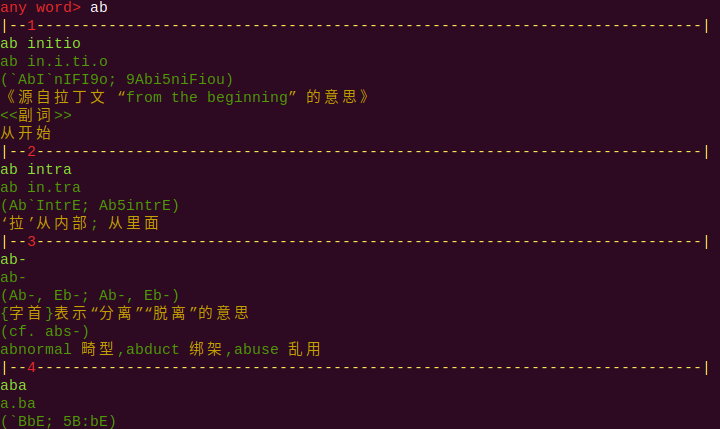 any word> ab
|--1--------------------------------------------------------------------------|
ab initio
ab in.i.ti.o
(`AbI`nIFI9o; 9Abi5niFiou)
《源自拉丁文 “from the beginning” 的意思》
<<副词>>
从开始
|--2--------------------------------------------------------------------------|
ab intra
ab in.tra
(Ab`IntrE; Ab5intrE)
‘拉’从内部; 从里面
|--3--------------------------------------------------------------------------|
ab-
ab-
(Ab-, Eb-; Ab-, Eb-)
{字首}表示“分离”“脱离”的意思
(cf. abs-)
abnormal 畸型,abduct 绑架,abuse 乱用
|--4--------------------------------------------------------------------------|
aba
a.ba
(`BbE; 5B:bE)